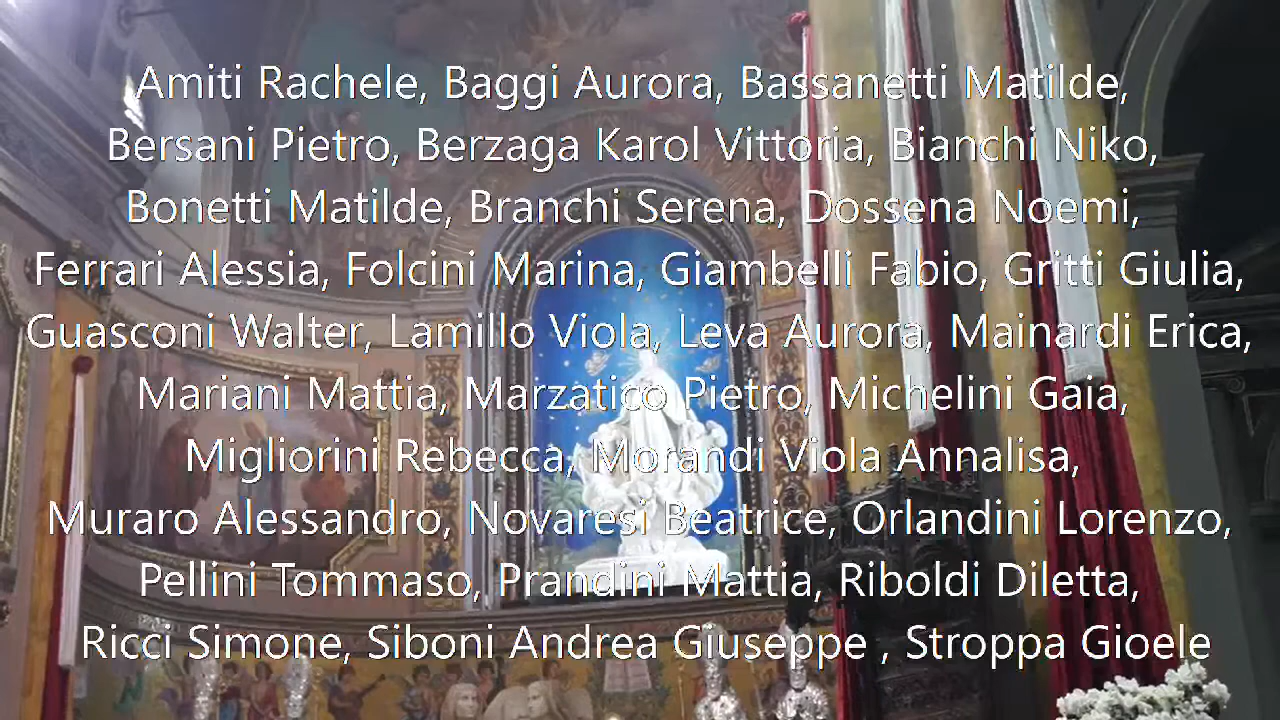 Amiti Rachele, Baggi Aurora, Bassanetti Matilde,
Bersani Pietro, Berzaga Karol Vittoria, Bianchi Niko,
Bonetti Matilde, Branchi Serena, Dossena Noemi,
Ferrari Alessia, Folcini Marina, Giambelli Fabio, Gritti Giulia,
Guasconi Walter, Lamillo Viola, Leva Aurora, Mainardi Erica,
Mariani Mattia, Marzatico Pietro, Michelini Gaia,
Migliorini Rebecca, Morandi Viola Annalisa,
Muraro Alessandro, Novaresi Beatrice, Orlandini Lorenzo,
Pellini Tommaso, Prandini Mattia, Riboldi Diletta,
Ricci Simone, Siboni Andrea Giuseppe , Stroppa Gioele